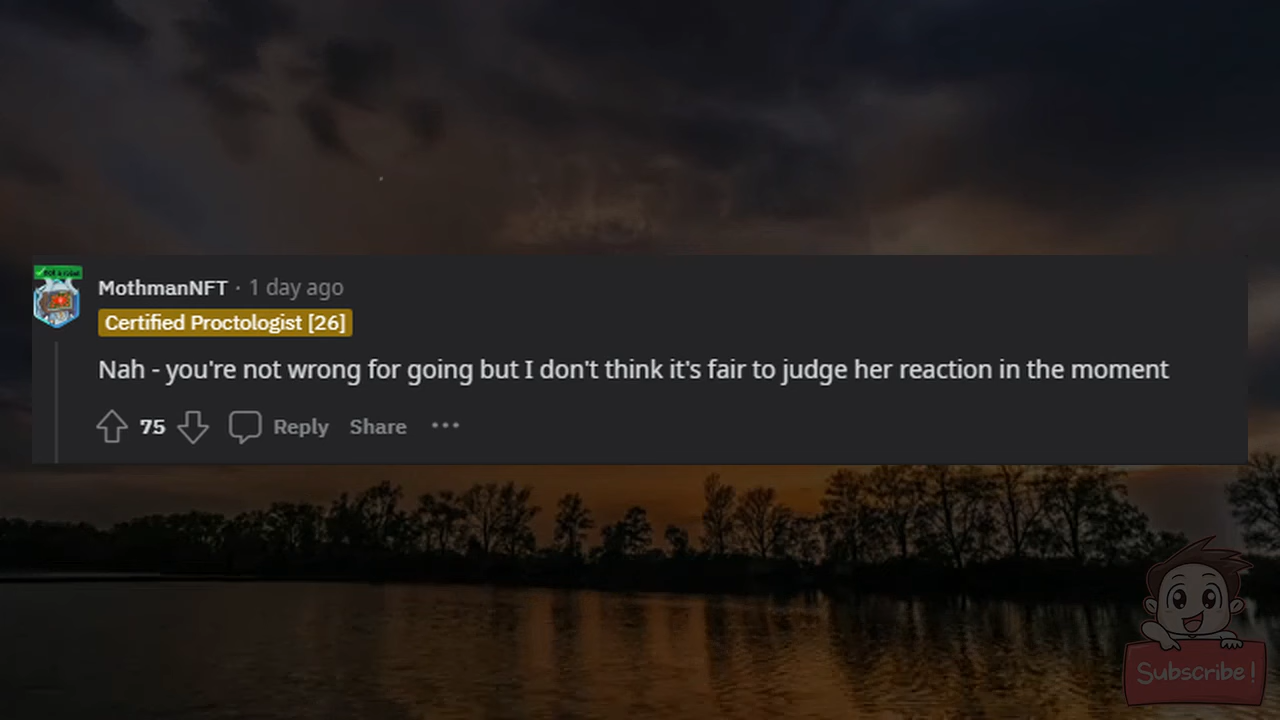 MothmanNFT · 1 day ago
Certified Proctologist [26]
Nah - you're not wrong for going but I don't think it's fair to judge her reaction in the moment
75 Reply Share ···
Subscribe!